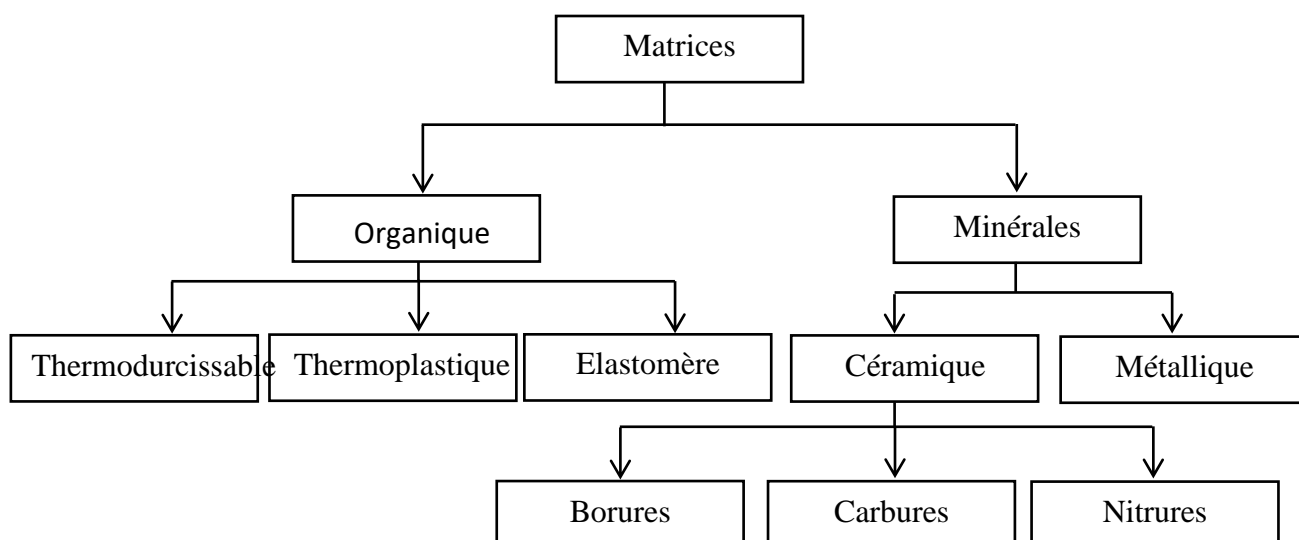 Matrices
Organique
Minérales
Thermodurcissable
Thermoplastique
Elastomère
Céramique
Métallique
Borures
Carbures
Nitrures